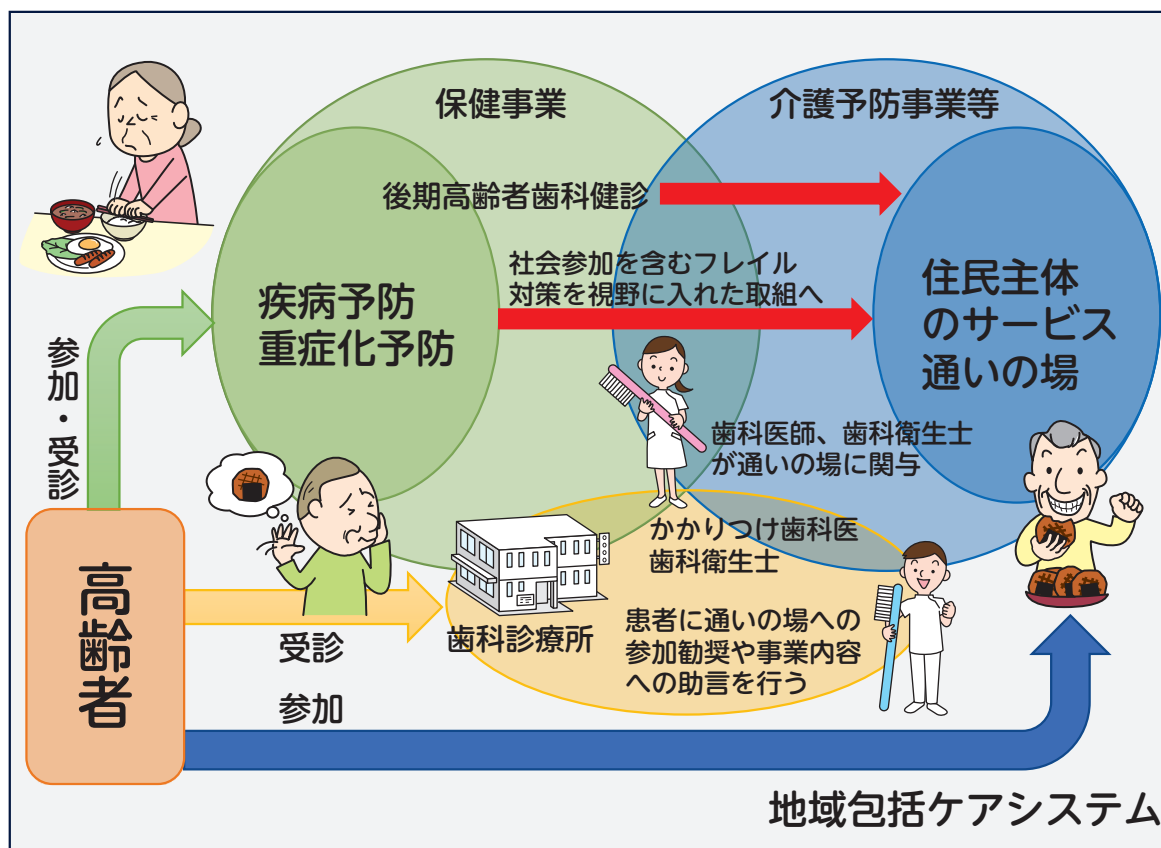 保健事業
介護予防事業等
後期高齢者歯科健診
社会参加を含むフレイル
対策を視野に入れた取組へ
疾病予防
重症化予防
住民主体
のサービス
通いの場
参加・受診
歯科医師、歯科衛生士
が通いの場に関与
かかりつけ歯科医
歯科衛生士
高齢者
歯科診療所
患者に通いの場への
参加勧奨や事業内容
への助言を行う
受診
参加
地域包括ケアシステム